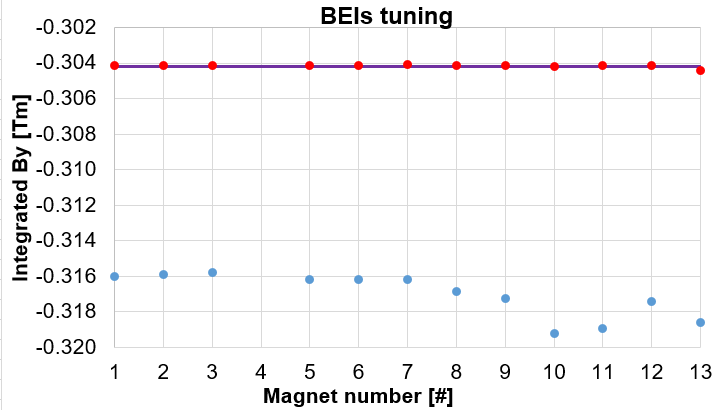 BEIs tuning
Integrated By [Tm]
-0.302
-0.304
-0.306
-0.308
-0.310
-0.312
-0.314
-0.316
-0.318
-0.320
1 2 3 4 5 6 7 8 9 10 11 12 13
Magnet number [#]